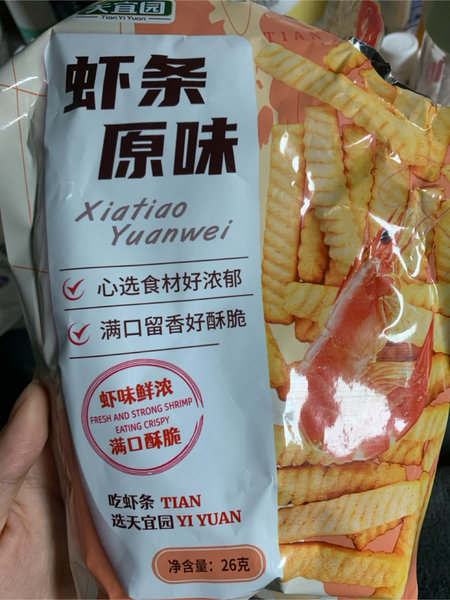 天宜园
Tian Yi Yuan
TIAN
虾条
原味
Xiatiao
Yuanwei
心选食材好浓郁
满口留香好酥脆
虾味鲜浓
FRESH AND STRONG SHRIMP
EATING CRISPY
满口酥脆
吃虾条 TIAN
选天宜园 YI YUAN
净含量：26克